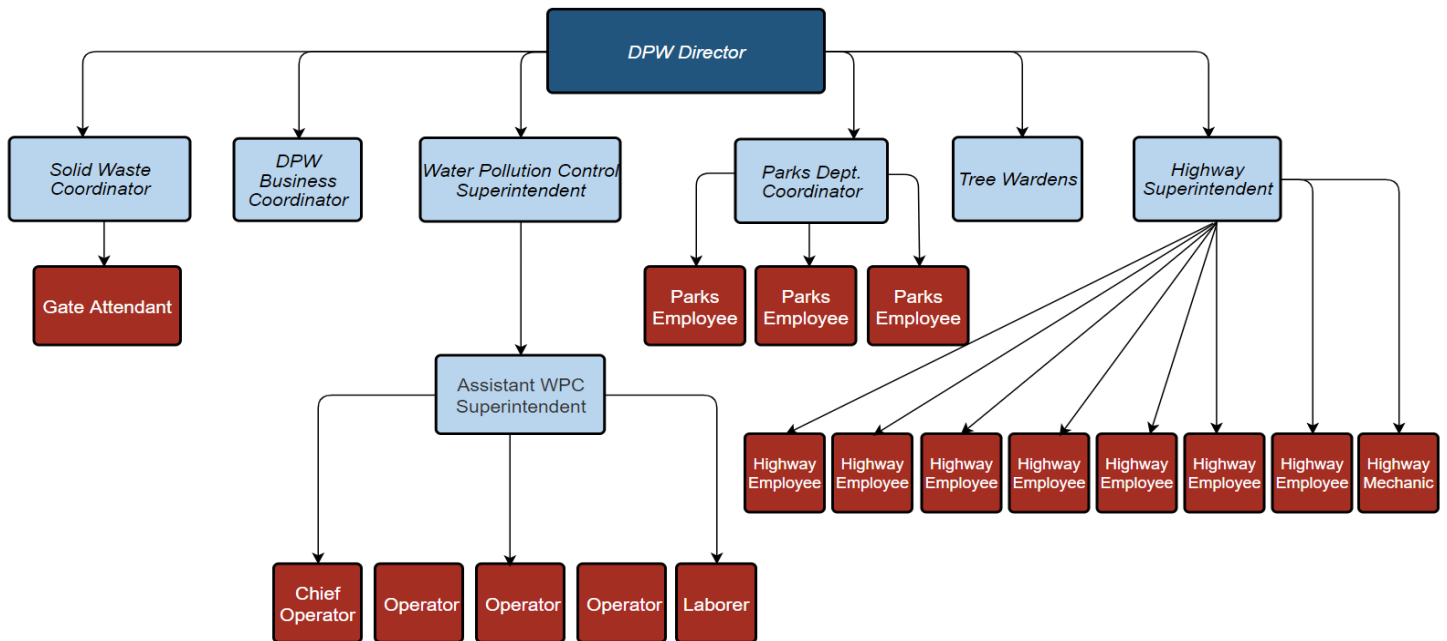 DPW Director
Solid Waste
Coordinator
DPW
Business
Coordinator
Water Pollution Control
Superintendent
Parks Dept.
Coordinator
Tree Wardens
Highway
Superintendent
Gate Attendant
Parks
Employee
Parks
Employee
Parks
Employee
Assistant WPC
Superintendent
Highway
Employee
Highway
Employee
Highway
Employee
Highway
Employee
Highway
Employee
Highway
Employee
Highway
Employee
Highway
Mechanic
Chief
Operator
Operator
Operator
Operator
Laborer